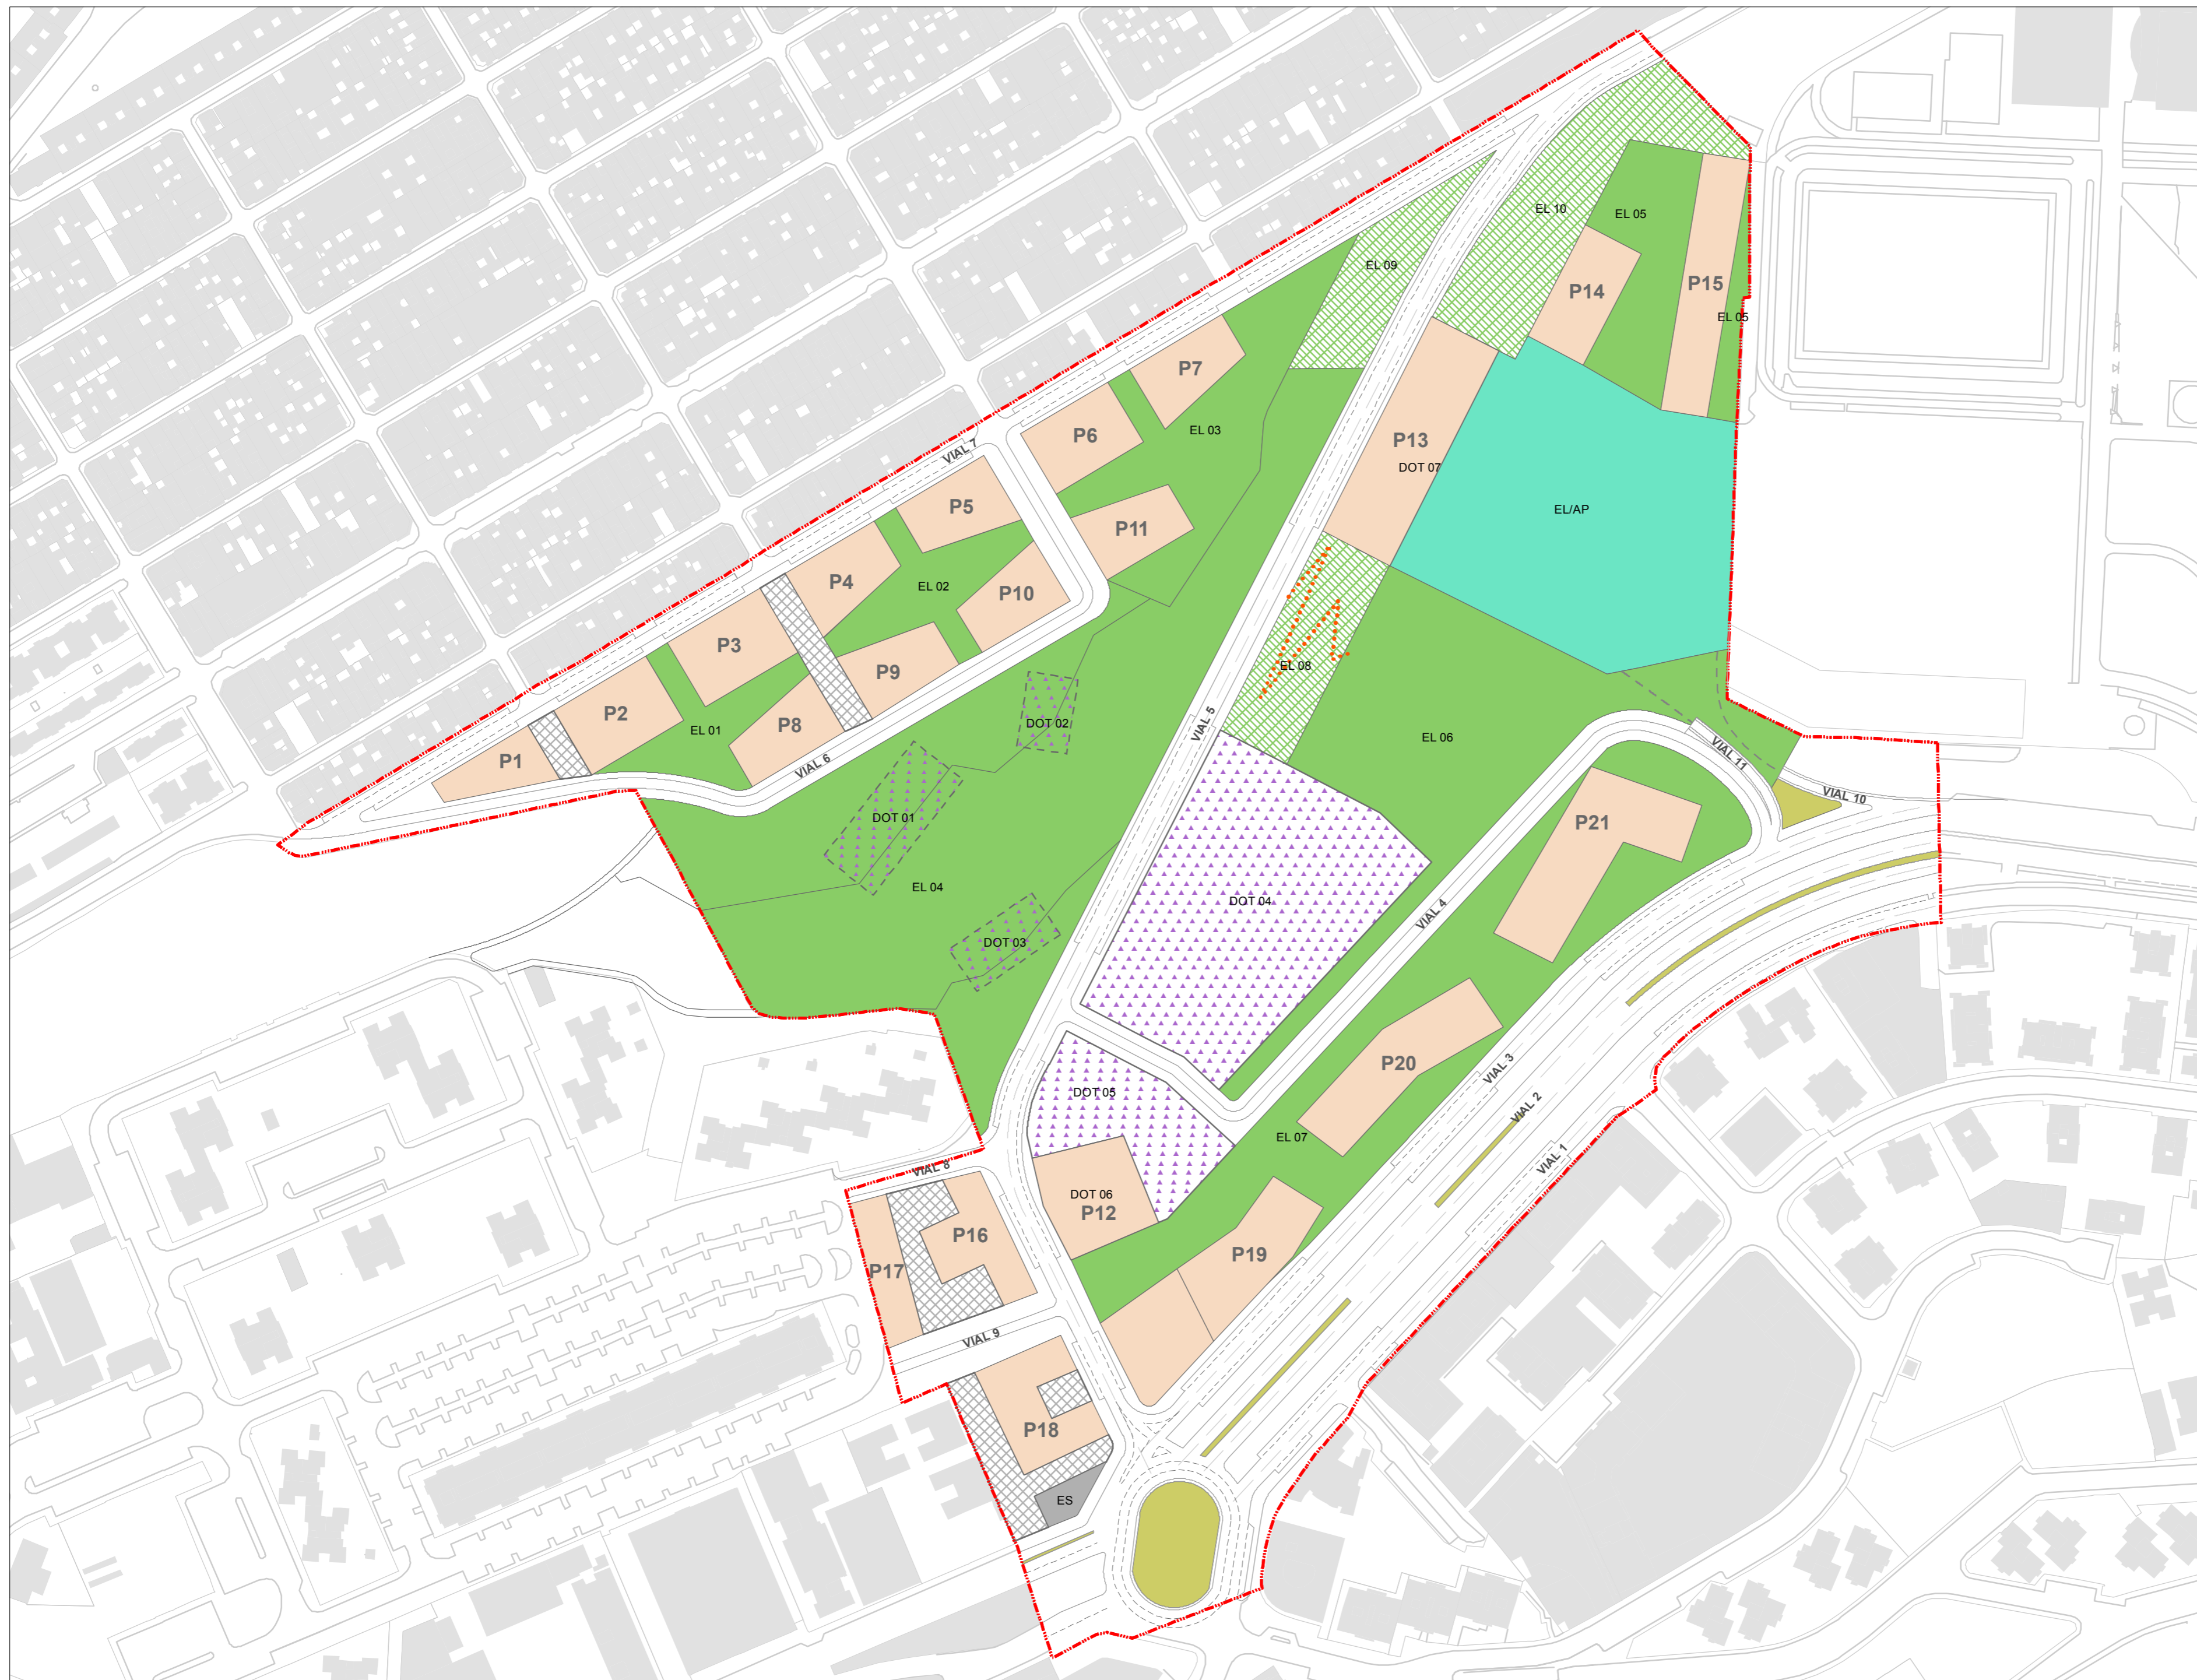 EL 10
EL 05
EL 09
P14
P15
EL 05
P7
P6
EL 03
P13
DOT 07
VIAL 7
P5
EL/AP
P11
P4
EL 02
P10
P3
P9
EL 08
P2
EL 01
P8
DOT 02
VIAL 5
EL 06
P1
VIAL 6
VIAL 11
VIAL 10
DOT 01
P21
EL 04
DOT 04
VIAL 4
DOT 03
P20
VIAL 3
DOT 05
VIAL 2
EL 07
VIAL 1
VIAL 8
DOT 06
P12
P16
P19
P17
VIAL 9
P18
ES